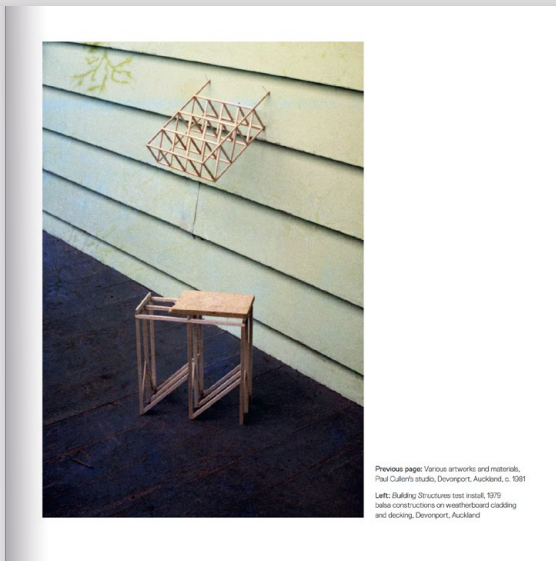 Previous page: Various artworks and materials,
Paul Cullen's studio, Devonport, Auckland, c. 1981
Left: Building Structures test install, 1979
balsa constructions on weatherboard cladding
and decking, Devonport, Auckland